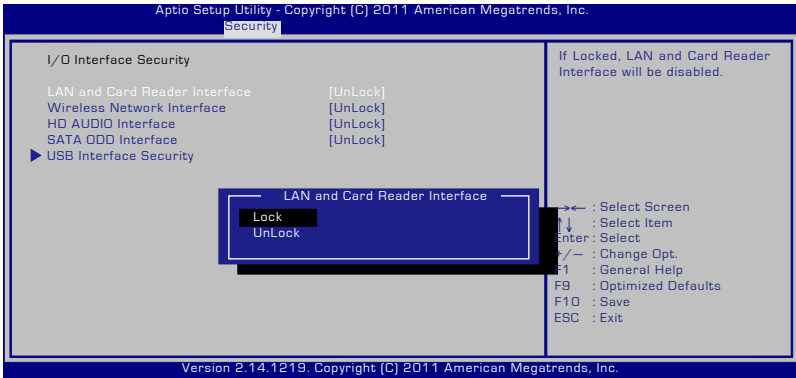 Aptio Setup Utility - Copyright (C) 2011 American Megatrends, Inc.
Security
I/O Interface Security
LAN and Card Reader Interface [UnLock]
Wireless Network Interface [UnLock]
HD AUDIO Interface [UnLock]
SATA ODD Interface [UnLock]
USB Interface Security
If Locked, LAN and Card Reader
Interface will be disabled.
LAN and Card Reader Interface
Lock
UnLock
→← : Select Screen
↑↓ : Select Item
Enter : Select
+/− : Change Opt.
F1 : General Help
F9 : Optimized Defaults
F10 : Save
ESC : Exit
Version 2.14.1219. Copyright (C) 2011 American Megatrends, Inc.